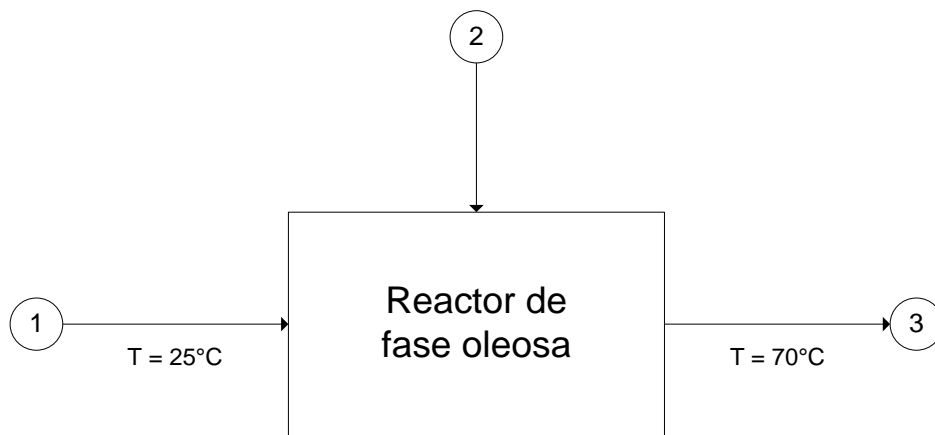 2
Reactor de
fase oleosa
1
3
T = 25°C
T = 70°C